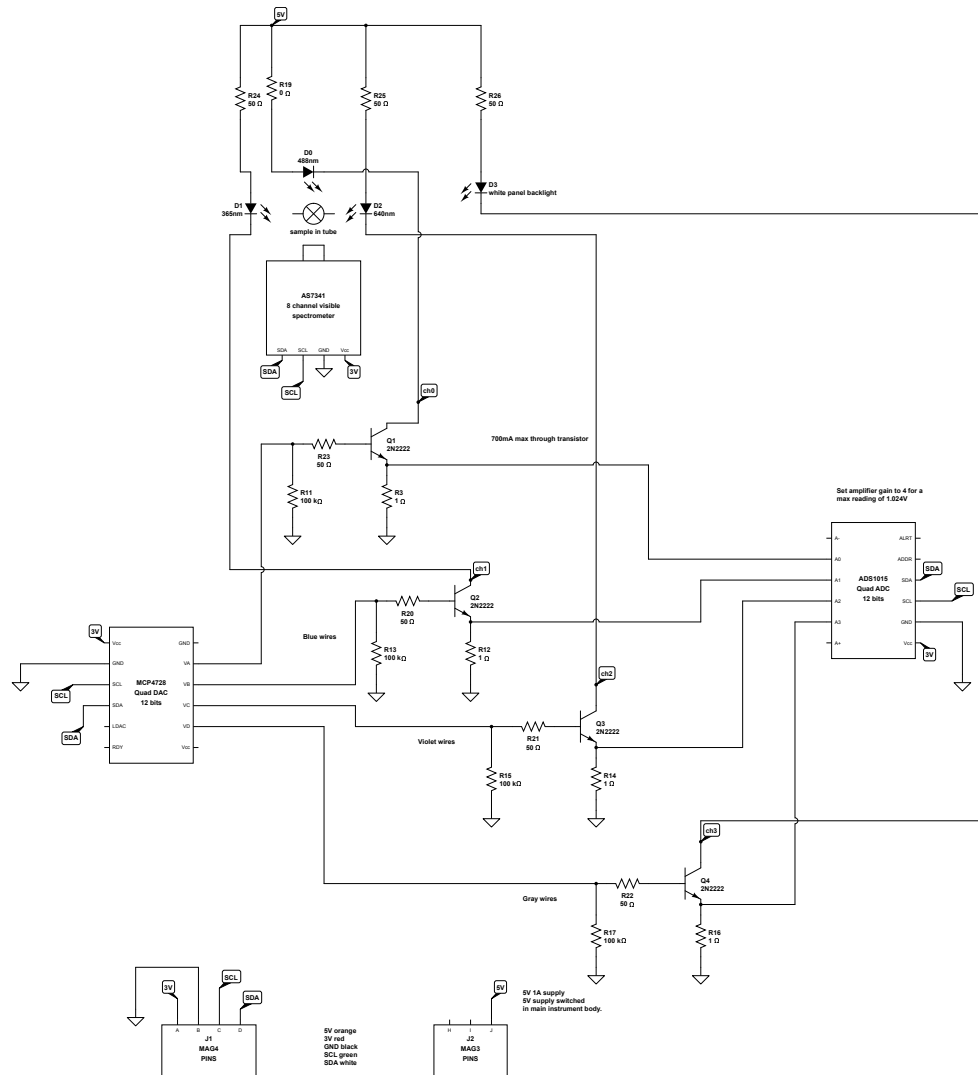 5V
R24
50 Ω
R19
0 Ω
R25
50 Ω
R26
50 Ω
D0
488nm
D1
365nm
D2
640nm
D3
white panel backlight
sample in tube
AS7341
8 channel visible
spectrometer
SDA
SCL
GND
Vcc
SDA
SCL
3V
ch0
Q1
2N2222
700mA max through transistor
R23
50 Ω
R11
100 kΩ
R3
1 Ω
Set amplifier gain to 4 for a
max reading of 1.024V
A-
ALRT
A0
ADDR
A1
SDA
A2
SCL
A3
GND
A+
Vcc
ADS1015
Quad ADC
12 bits
SDA
SCL
3V
ch1
Q2
2N2222
R20
50 Ω
Blue wires
R13
100 kΩ
R12
1 Ω
3V
Vcc
GND
GND
VA
SCL
VB
SDA
VC
LDAC
VD
RDY
Vcc
MCP4728
Quad DAC
12 bits
SCL
SDA
ch2
Q3
2N2222
R21
50 Ω
Violet wires
R15
100 kΩ
R14
1 Ω
ch3
Q4
2N2222
R22
50 Ω
Gray wires
R17
100 kΩ
R16
1 Ω
3V
SCL
SDA
A
B
C
D
J1
MAG4
PINS
5V orange
3V red
GND black
SCL green
SDA white
5V
H
I
J
J2
MAG3
PINS
5V 1A supply
5V supply switched
in main instrument body.